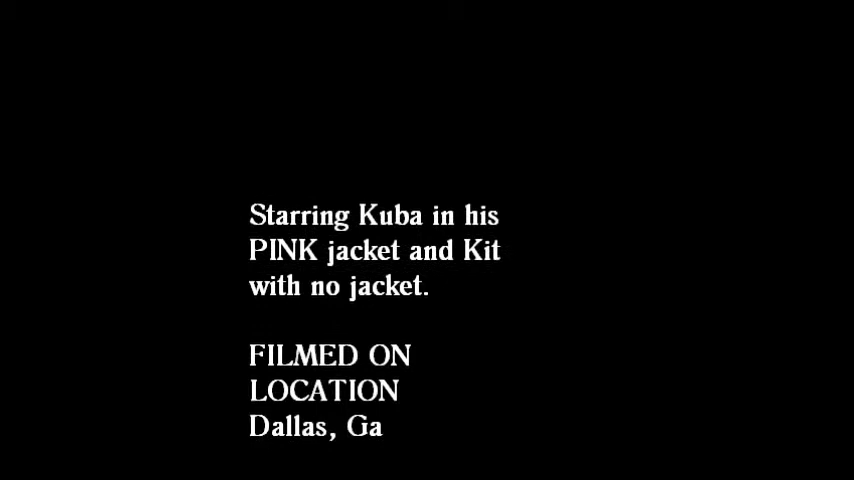 Starring Kuba in his
PINK jacket and Kit
with no jacket.
FILMED ON
LOCATION
Dallas, Ga